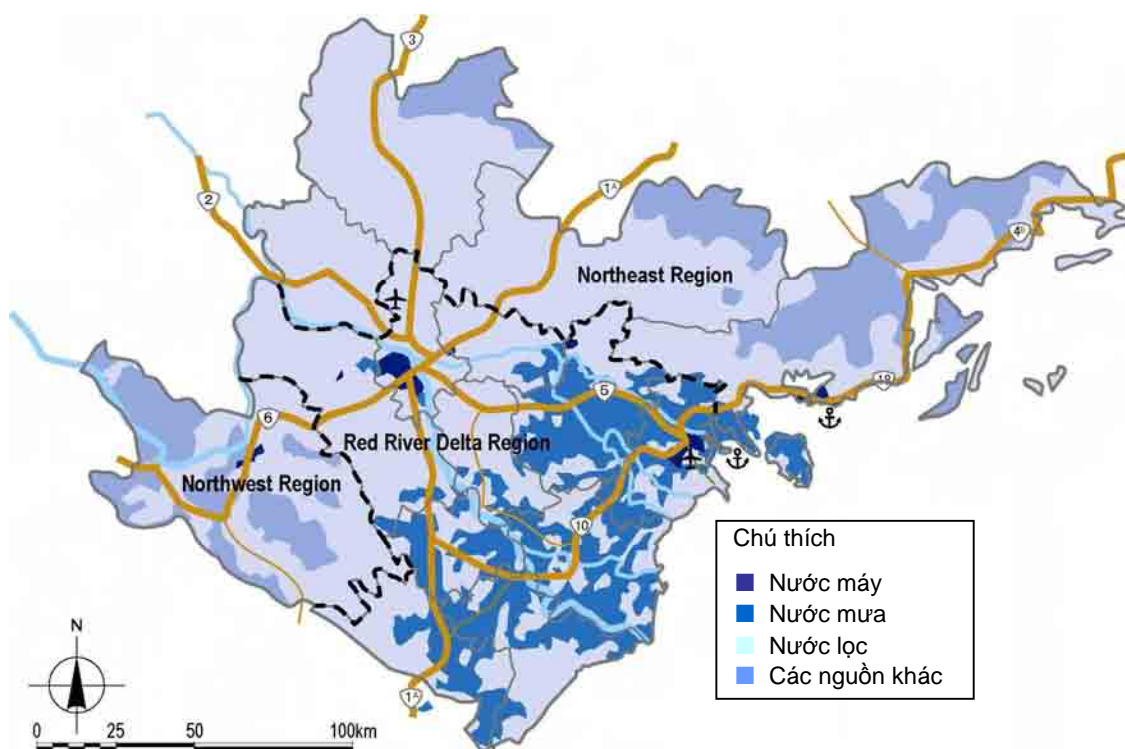 3
1A
2
4B
Northeast Region
5
18
6
Red River Delta Region
Northwest Region
10
Chú thích
Nước máy
Nước mưa
Nước lọc
Các nguồn khác
N
1A
0 25 50 100km